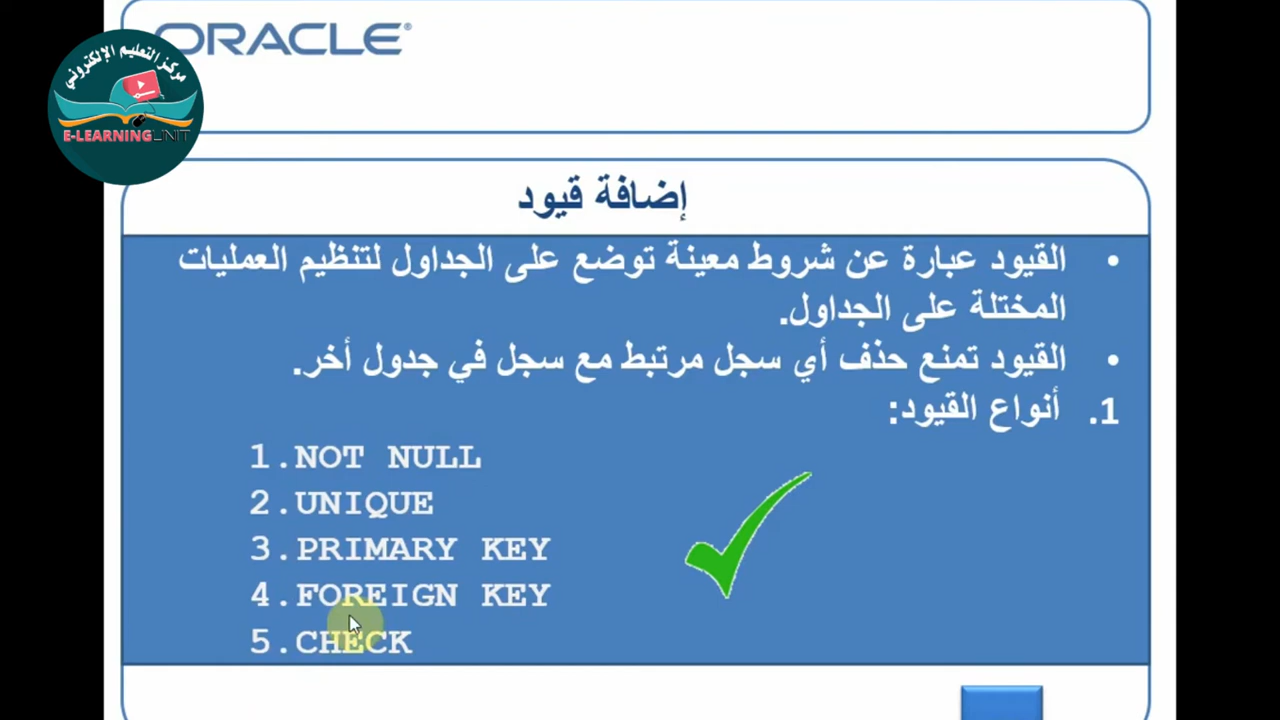 ORACLE®
مركز التعليم الإلكتروني
E-LEARNING UNIT
إضافة قيود
• القيود عبارة عن شروط معينة توضع على الجداول لتنظيم العمليات
المختلة على الجداول.
• القيود تمنع حذف أي سجل مرتبط مع سجل في جدول أخر.
1. أنواع القيود:
1.NOT NULL
2.UNIQUE
3.PRIMARY KEY
4.FOREIGN KEY
5.CHECK